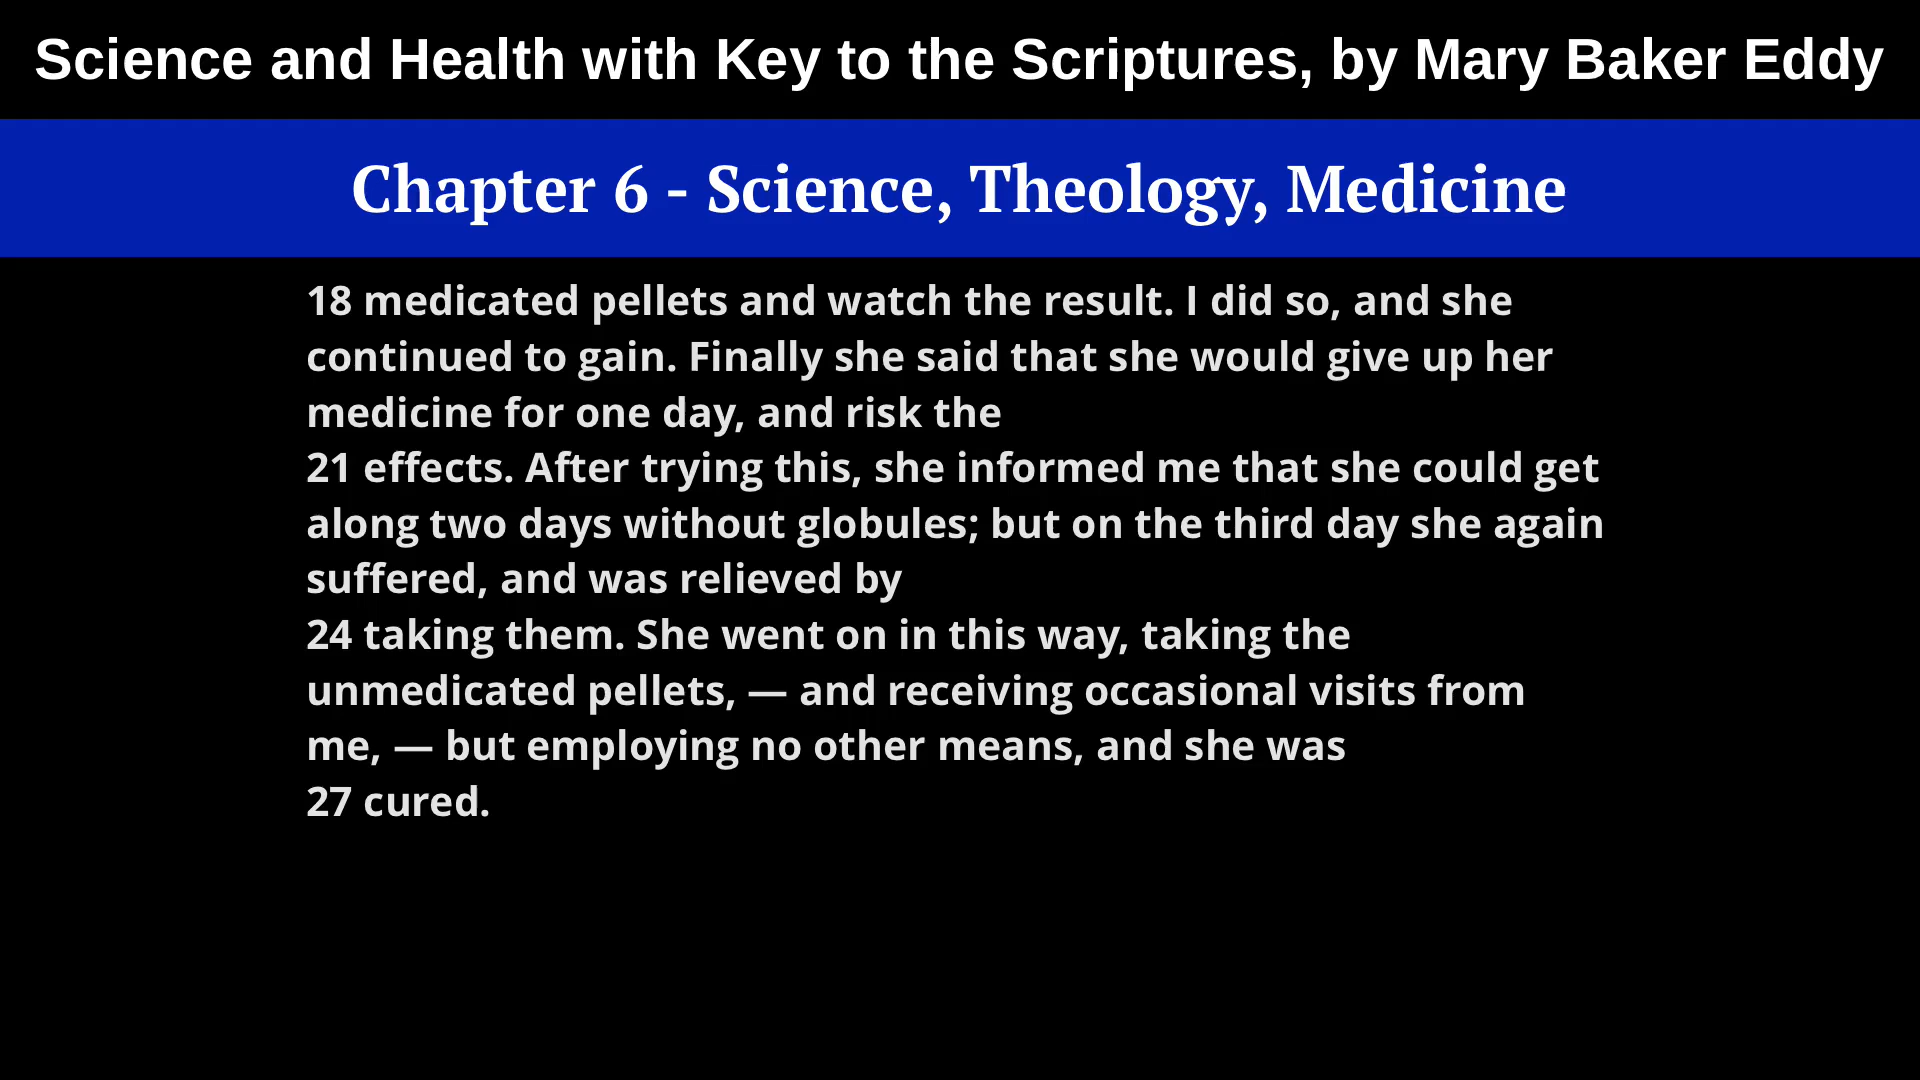 Science and Health with Key to the Scriptures, by Mary Baker Eddy
Chapter 6 - Science, Theology, Medicine
18 medicated pellets and watch the result. I did so, and she
continued to gain. Finally she said that she would give up her
medicine for one day, and risk the
21 effects. After trying this, she informed me that she could get
along two days without globules; but on the third day she again
suffered, and was relieved by
24 taking them. She went on in this way, taking the
unmedicated pellets, — and receiving occasional visits from
me, — but employing no other means, and she was
27 cured.